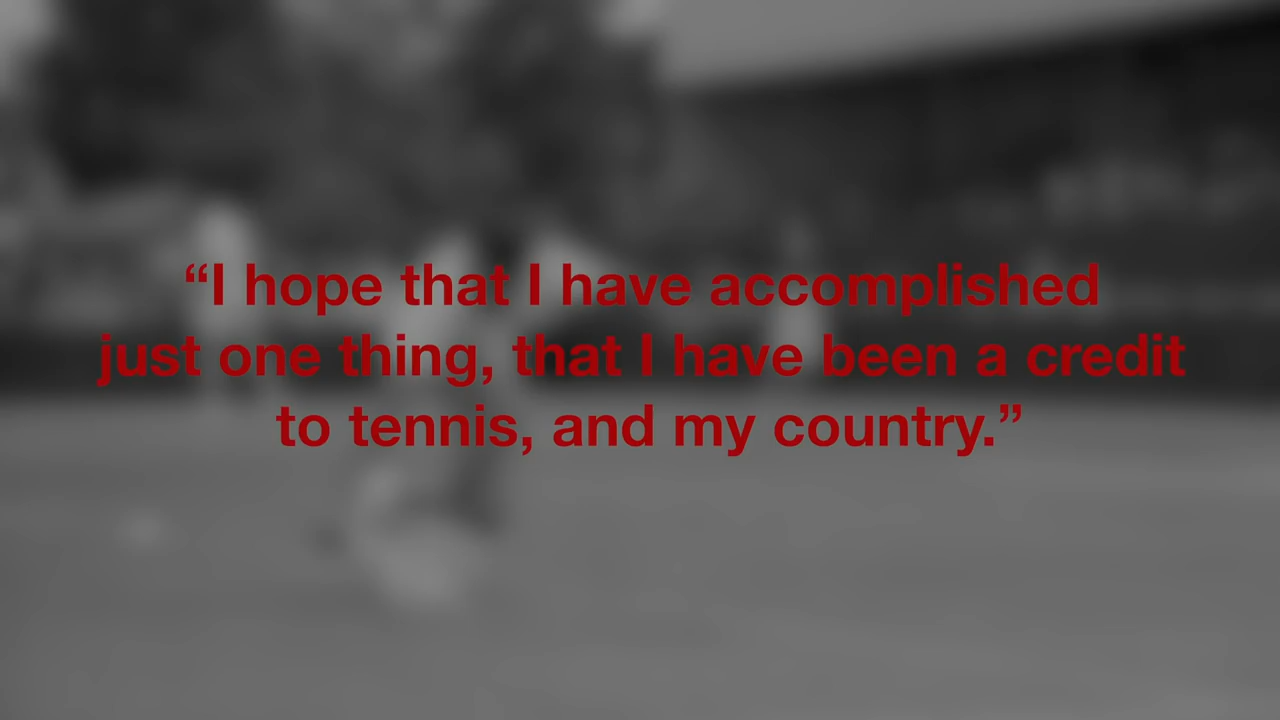 “I hope that I have accomplished
just one thing, that I have been a credit
to tennis, and my country.”